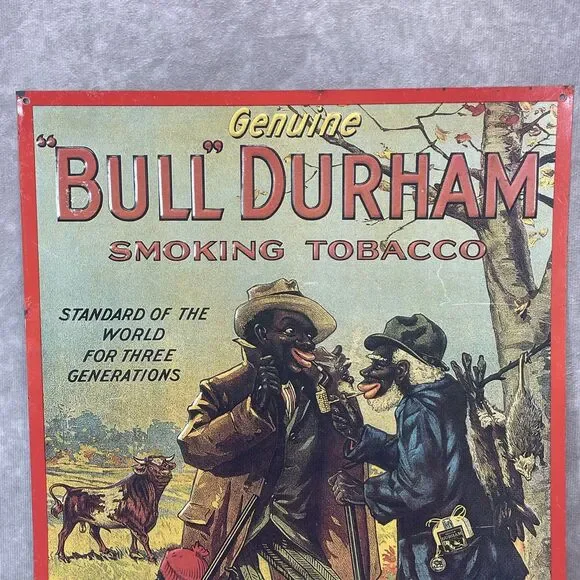 Genuine
"BULL" DURHAM
SMOKING TOBACCO
STANDARD OF THE
WORLD
FOR THREE
GENERATIONS